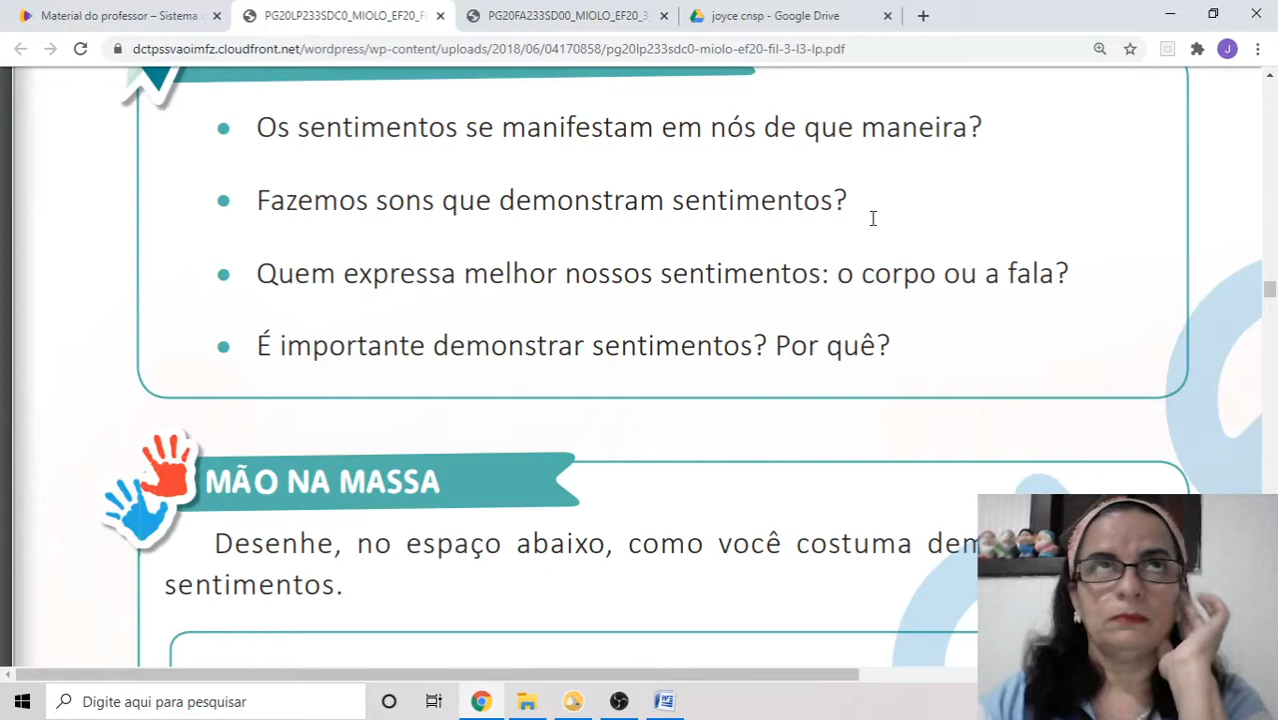 Material do professor – Sistema
PG20LP233SDC0_MIOLO_EF20_F
PG20FA233SD00_MIOLO_EF20_3
joyce cnsp - Google Drive
dctpssvaoimfz.cloudfront.net/wordpress/wp-content/uploads/2018/06/04170858/pg20lp233sdc0-miolo-ef20-fil-3-l3-lp.pdf
J
• Os sentimentos se manifestam em nós de que maneira?
• Fazemos sons que demonstram sentimentos?
• Quem expressa melhor nossos sentimentos: o corpo ou a fala?
• É importante demonstrar sentimentos? Por quê?
MÃO NA MASSA
Desenhe, no espaço abaixo, como você costuma
sentimentos.
Digite aqui para pesquisar